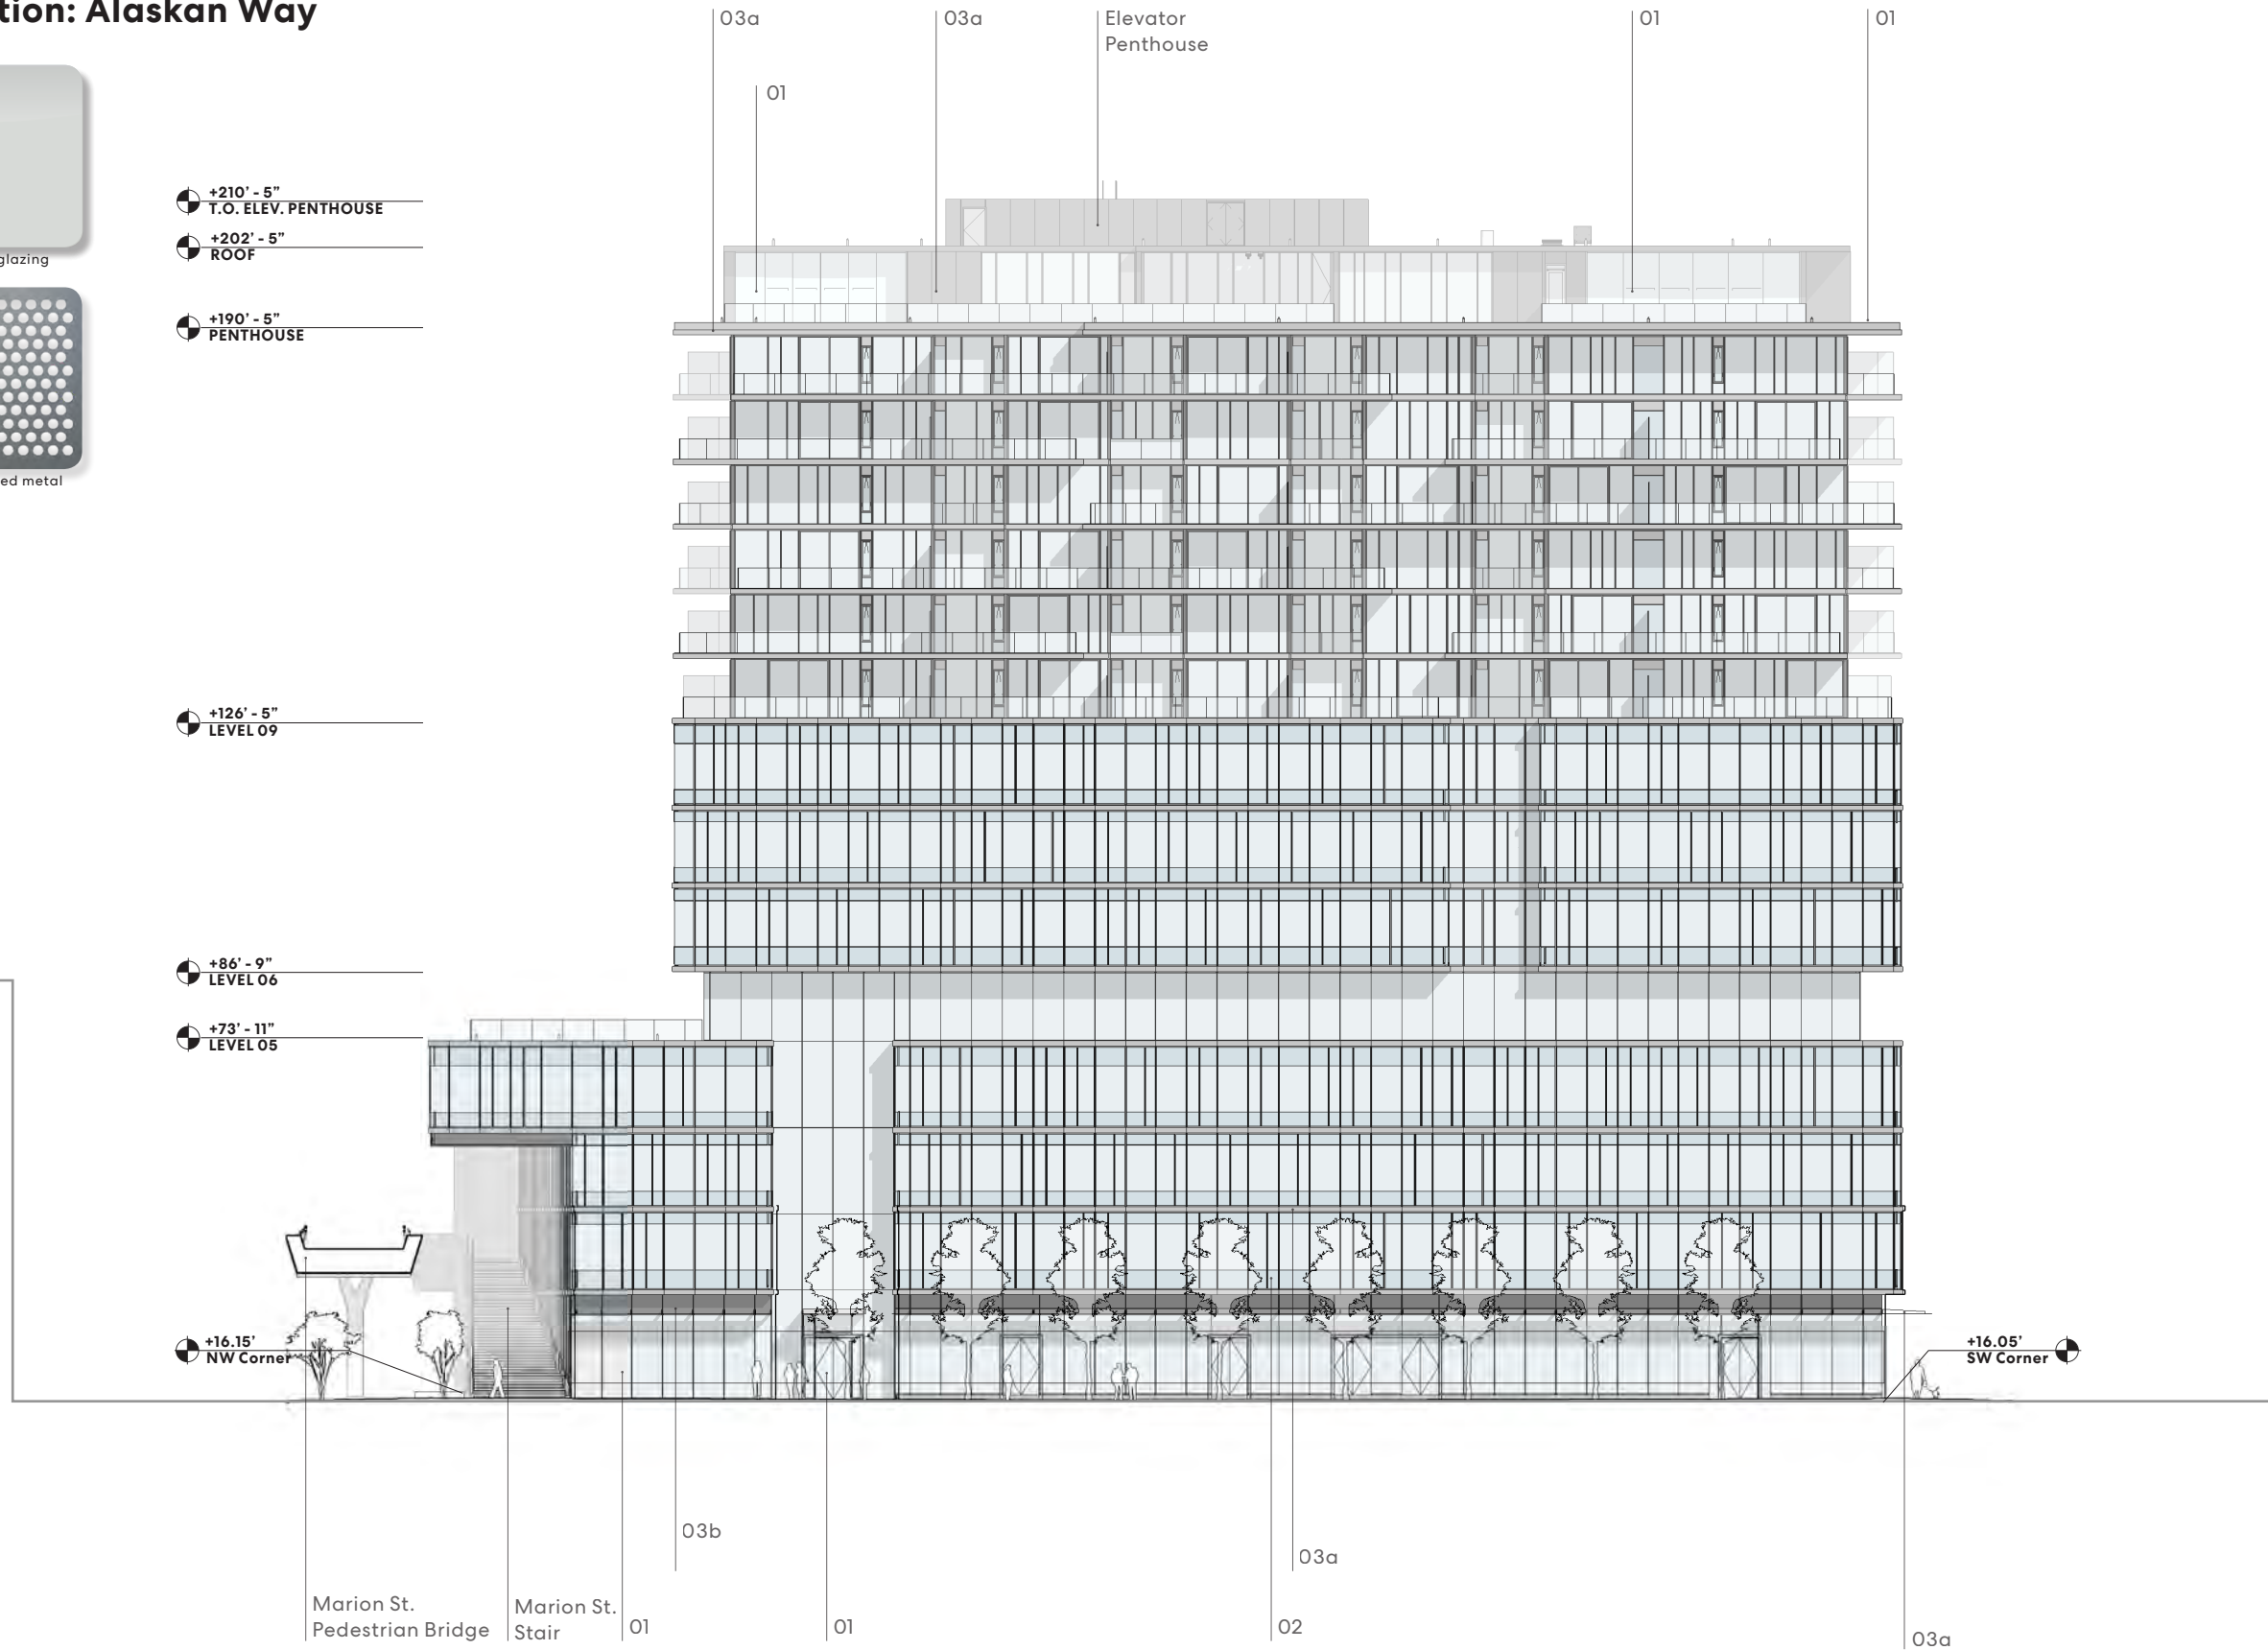 tion: Alaskan Way
03a
03a
Elevator
Penthouse
01
01
01
glazing
ed metal
+210’ - 5”
T.O. ELEV. PENTHOUSE
+202’ - 5”
ROOF
+190’ - 5”
PENTHOUSE
+126’ - 5”
LEVEL 09
+86’ - 9”
LEVEL 06
+73’ - 11”
LEVEL 05
+16.15’
NW Corner
+16.05’
SW Corner
03b
03a
Marion St.
Pedestrian Bridge
Marion St.
Stair
01
01
02
03a